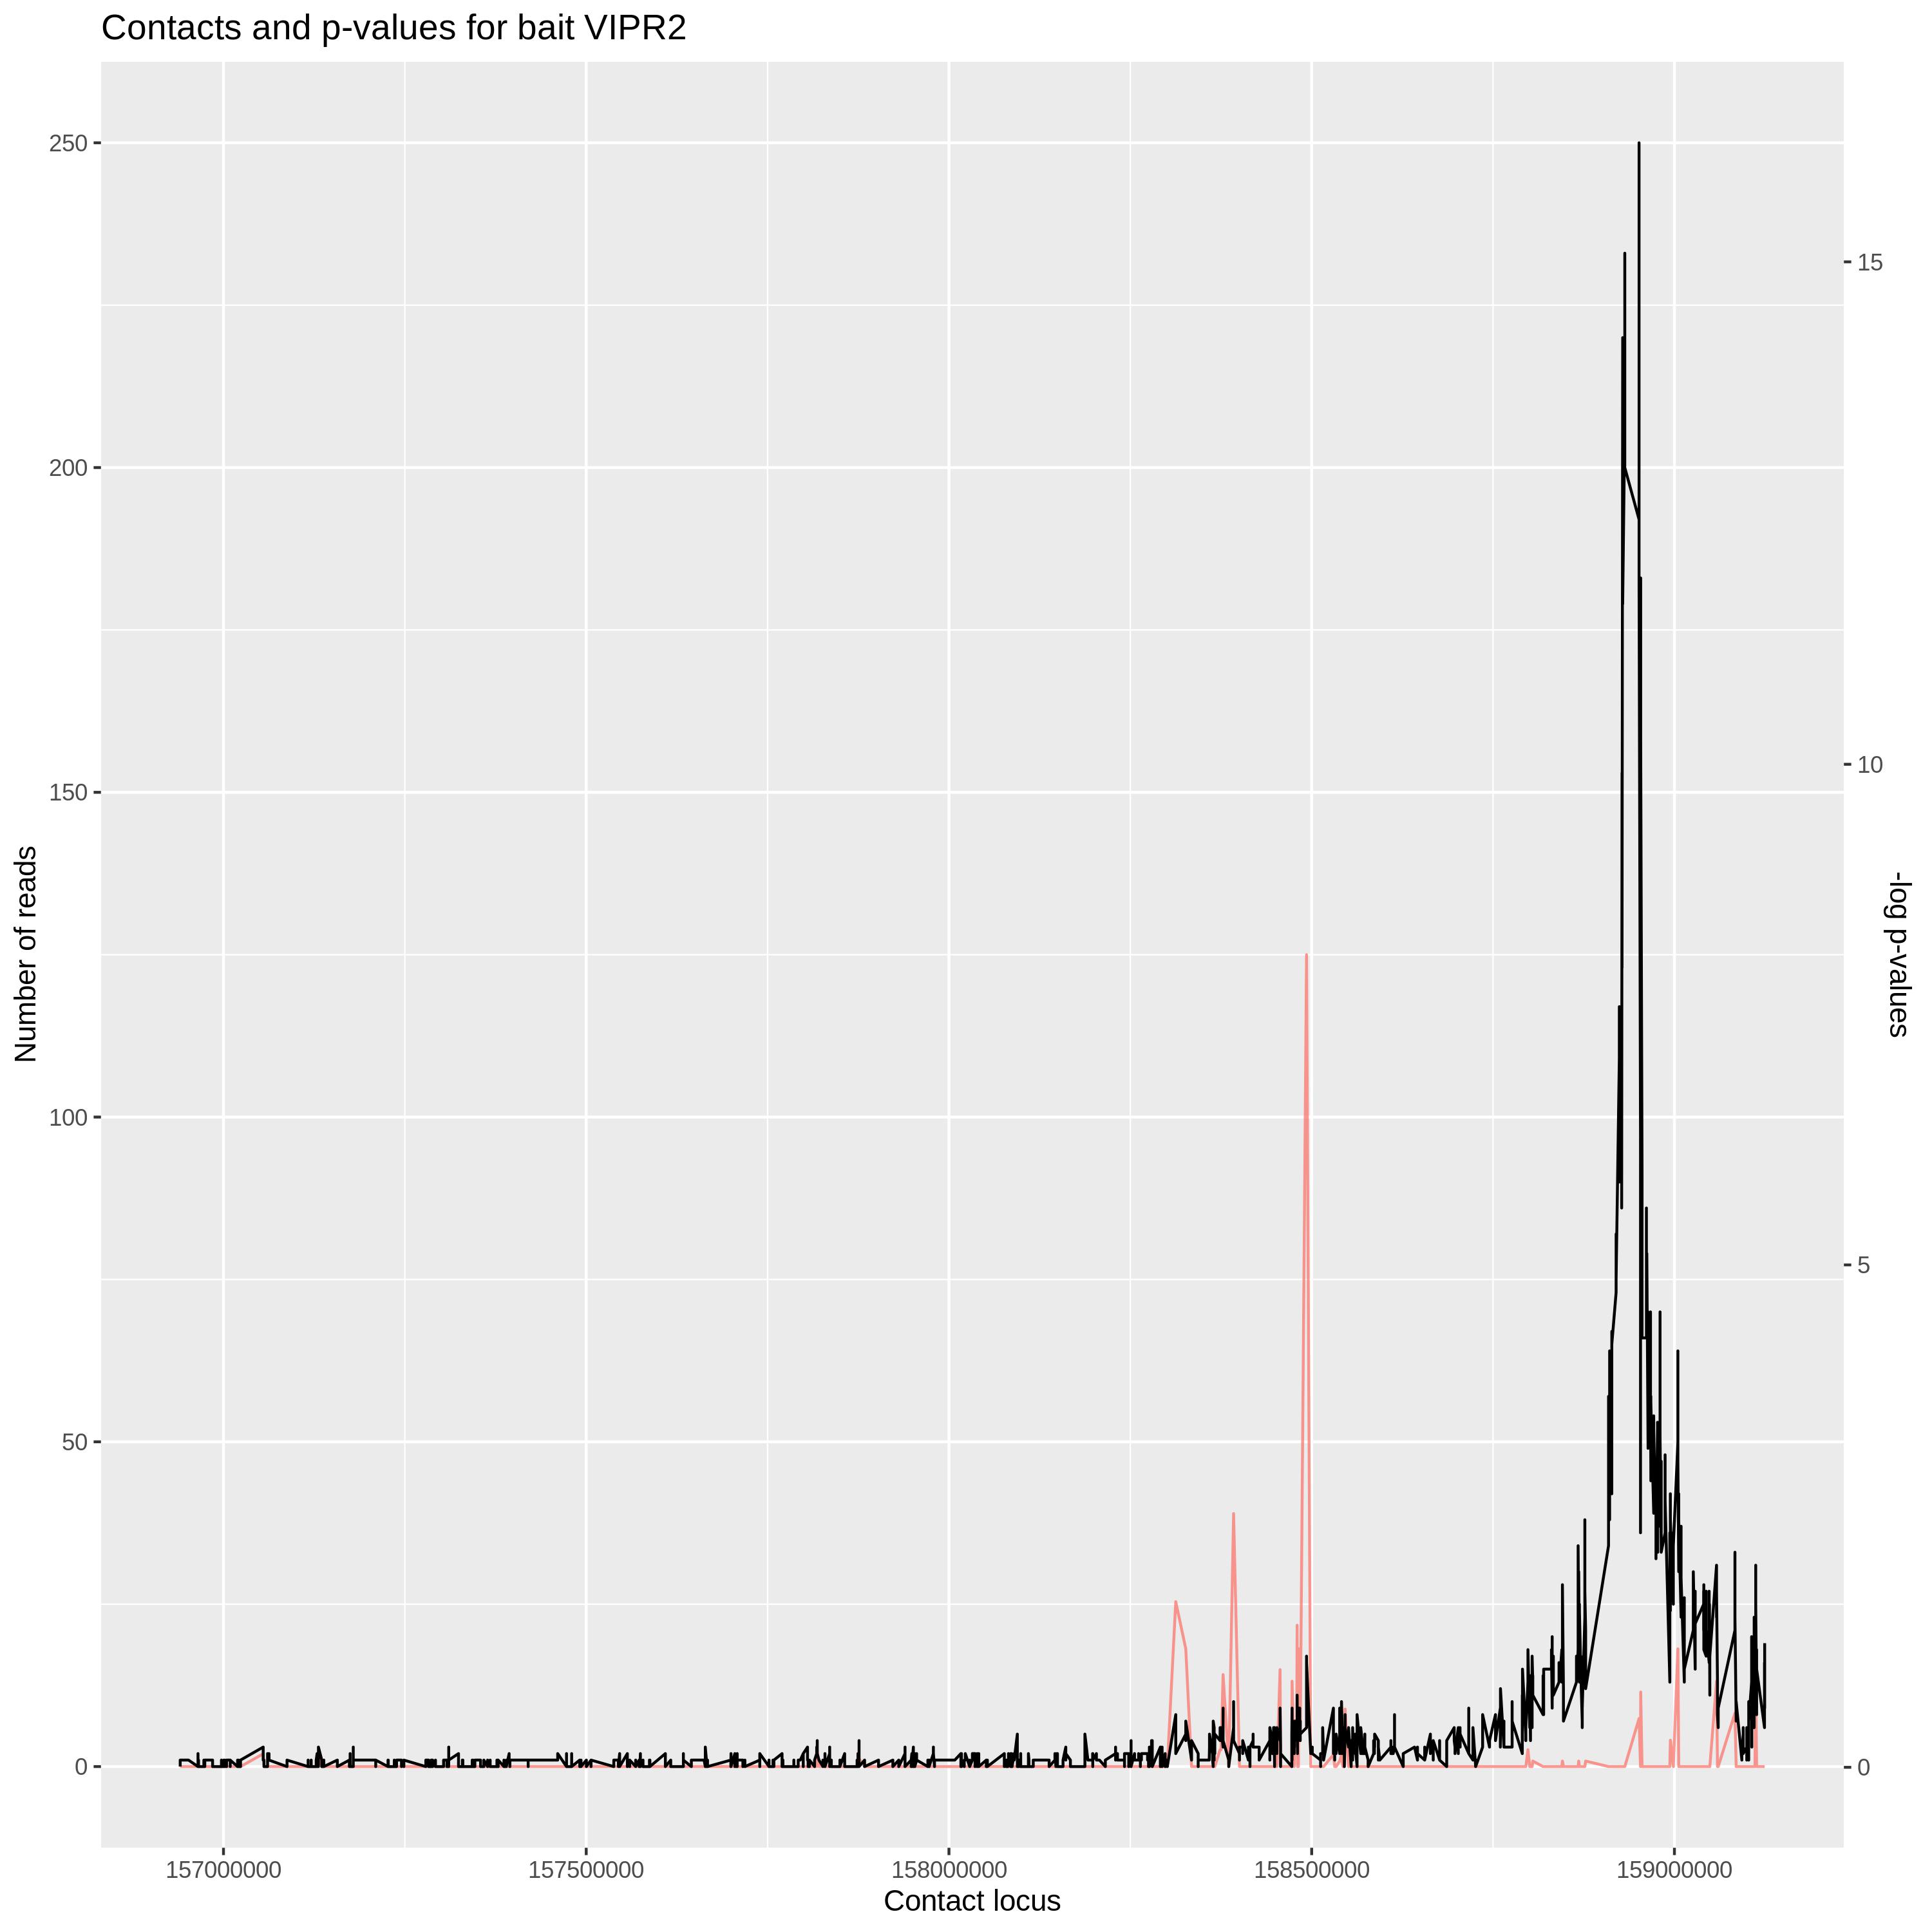 Contacts and p-values for bait VIPR2
250
200
150
100
50
0
Number of reads
15
10
5
0
-log p-values
157000000 157500000 158000000 158500000 159000000
Contact locus